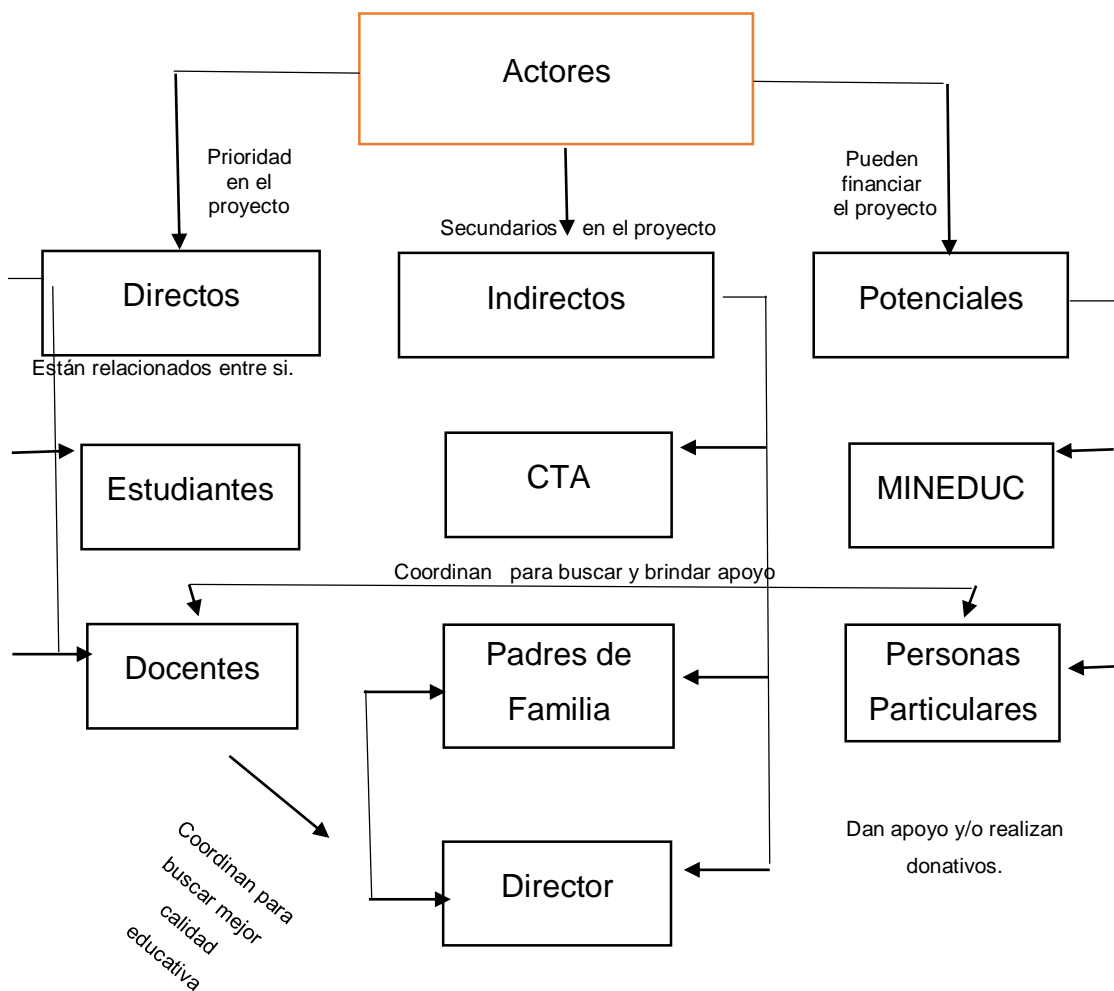 Actores
Prioridad
en el
proyecto
Pueden
financiar
el proyecto
Secundarios en el proyecto
Directos
Indirectos
Potenciales
Están relacionados entre si.
Estudiantes
CTA
MINEDUC
Coordinan para buscar y brindar apoyo
Docentes
Padres de
Familia
Personas
Particulares
Coordinan para
buscar mejor
calidad
educativa
Director
Dan apoyo y/o realizan
donativos.